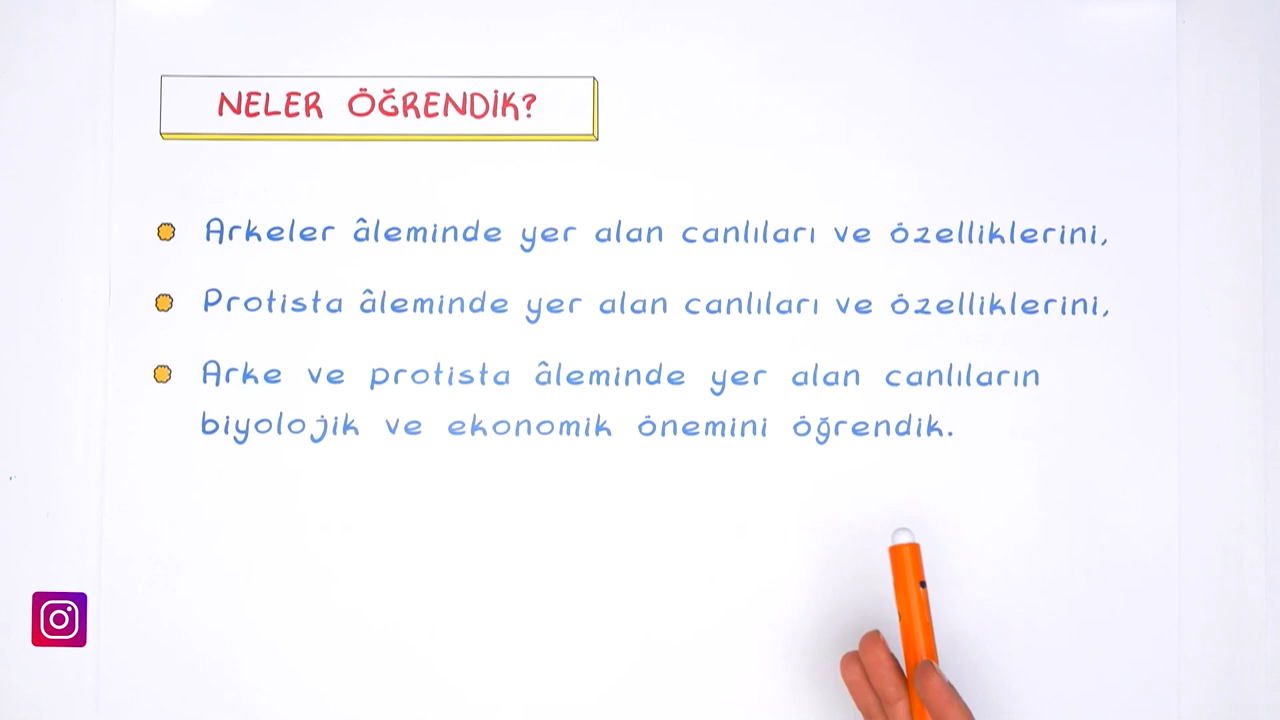 NELER ÖĞRENDİK?
Arkeler âleminde yer alan canlıları ve özelliklerini,
Protista âleminde yer alan canlıları ve özelliklerini,
Arke ve protista âleminde yer alan canlıların
biyolojik ve ekonomik önemini öğrendik.